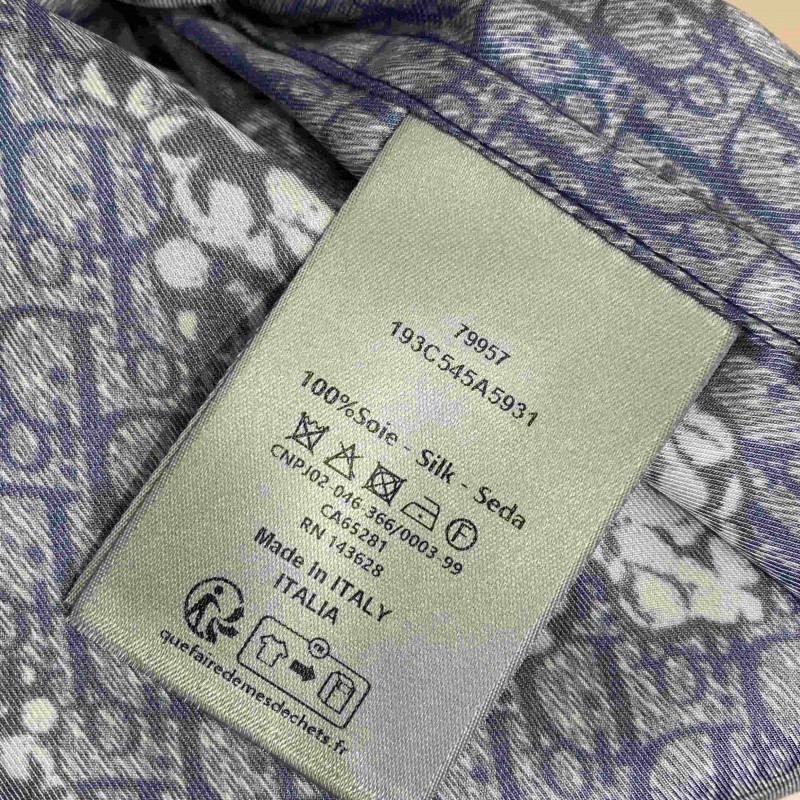 79957
193C545A5931
100%Soie - Silk - Seda
F
CNPJ02-046-366/0003-99
CA65281
RN 143628
Made In ITALY
ITALIA
FR
quefairedemesdechets.fr